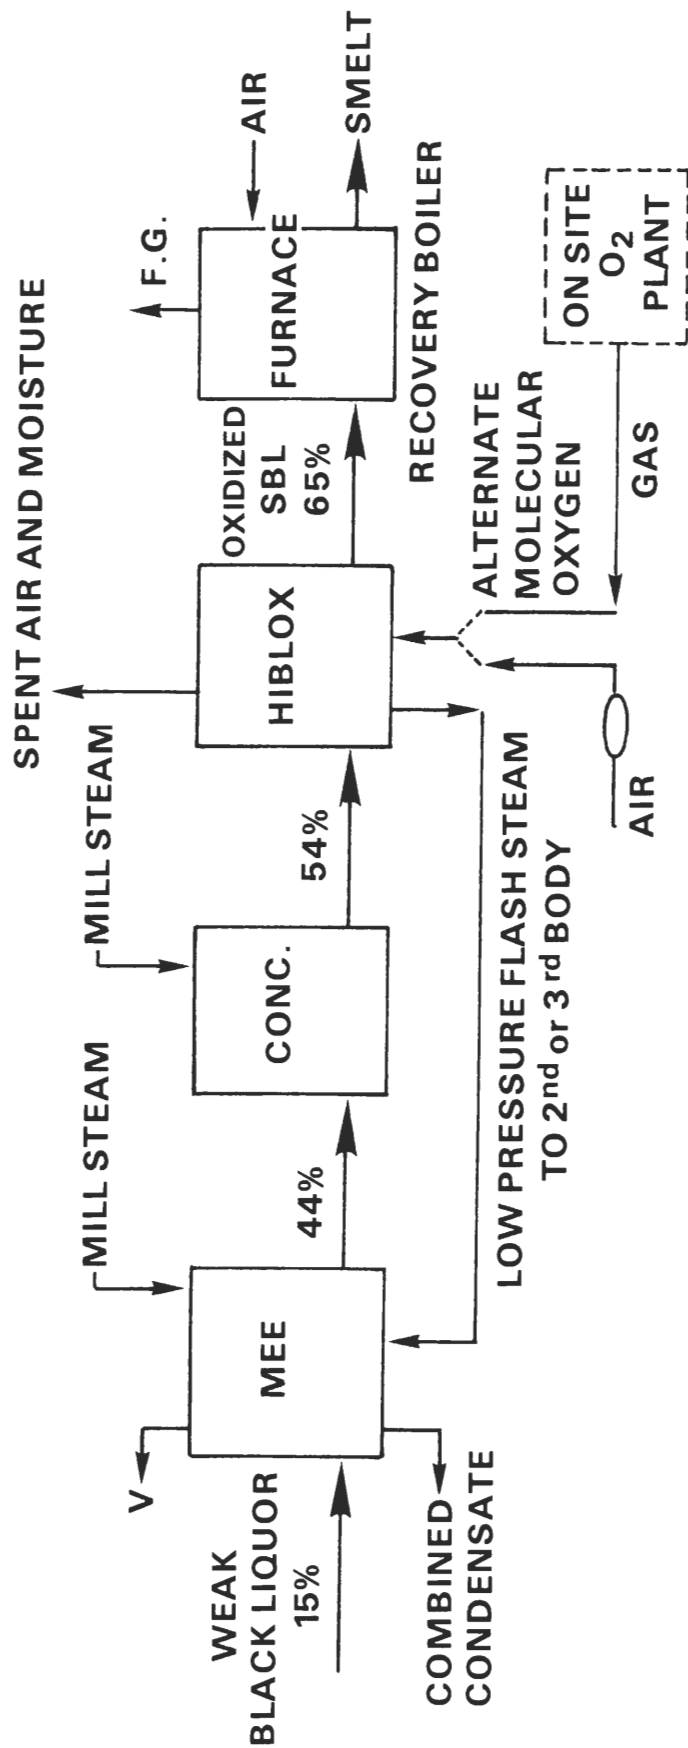 WEAK
BLACK LIQUOR
15%
V
MILL STEAM
MEE
COMBINED
CONDENSATE
44%
MILL STEAM
CONC.
54%
SPENT AIR AND MOISTURE
HIBLOX
LOW PRESSURE FLASH STEAM
TO 2nd or 3rd BODY
AIR
ALTERNATE
MOLECULAR
OXYGEN
GAS
ON SITE
O2
PLANT
OXIDIZED
SBL
65%
F.G.
FURNACE
AIR
SMELT
RECOVERY BOILER